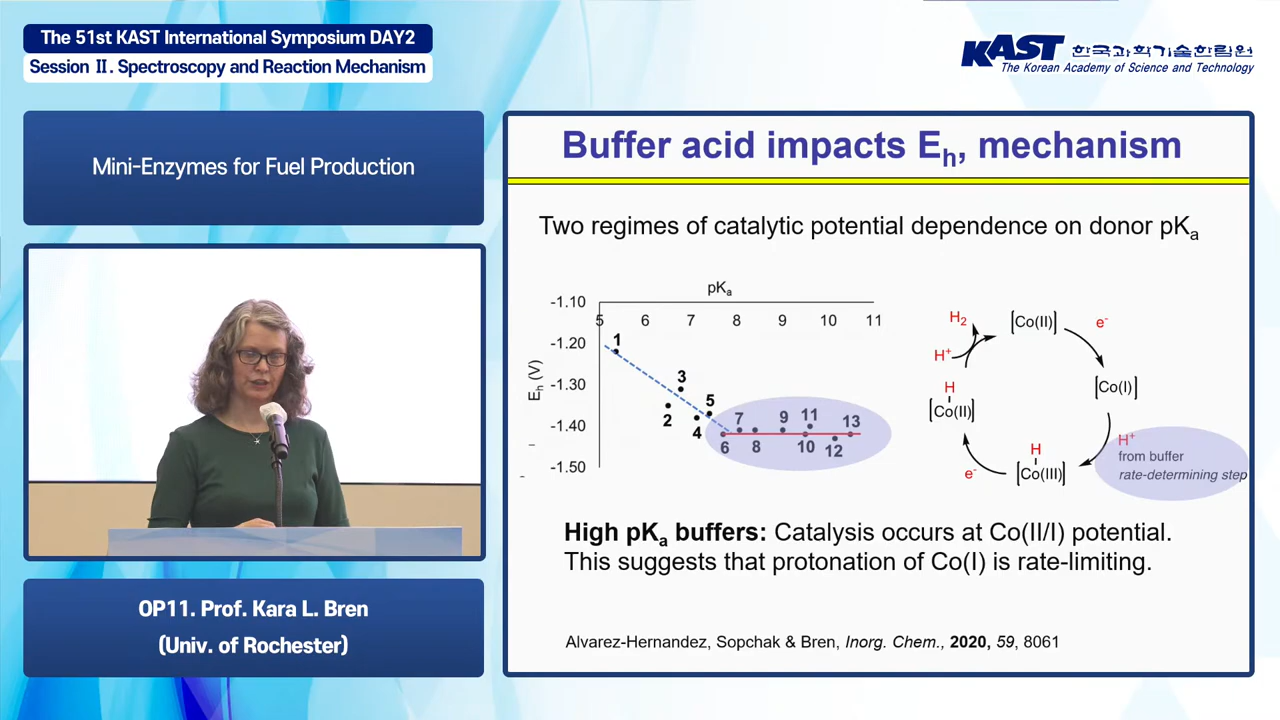 The 51st KAST International Symposium DAY2
Session II. Spectroscopy and Reaction Mechanism
KAST 한국과학기술한림원
The Korean Academy of Science and Technology
Mini-Enzymes for Fuel Production
OP11. Prof. Kara L. Bren
(Univ. of Rochester)
Buffer acid impacts Eh, mechanism
Two regimes of catalytic potential dependence on donor pKa
pKa
5 6 7 8 9 10 11
Eh (V)
-1.10
-1.20
-1.30
-1.40
-1.50
1
2
3
4
5
6
7
8
9
10
11
12
13
[Co(II)]
e-
[Co(I)]
H+
from buffer
rate-determining step
H
[Co(III)]
e-
H
[Co(II)]
H+
H2
High pKa buffers: Catalysis occurs at Co(II/I) potential.
This suggests that protonation of Co(I) is rate-limiting.
Alvarez-Hernandez, Sopchak & Bren, Inorg. Chem., 2020, 59, 8061